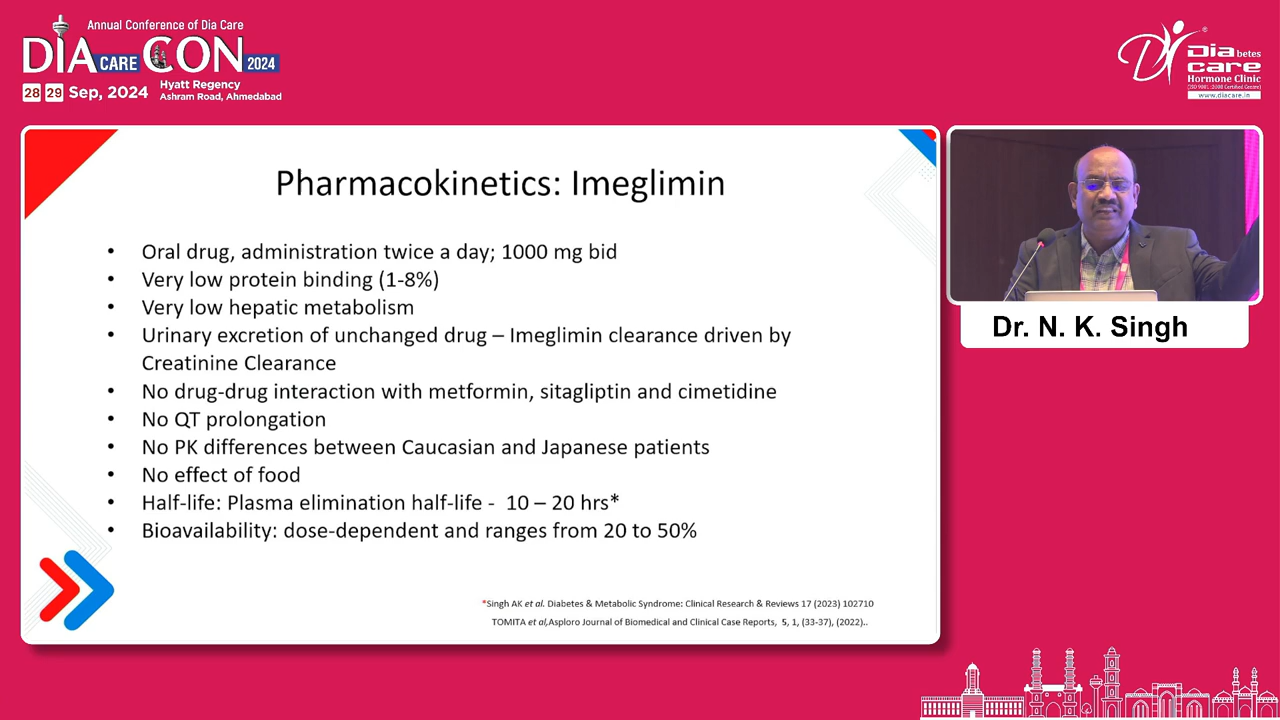 Annual Conference of Dia Care
DIA CARE CON 2024
28 29 Sep, 2024
Hyatt Regency
Ashram Road, Ahmedabad
Diabetes
care
Hormone Clinic
(ISO 9001 :2008 Certified Centre)
www.diacare.in
Pharmacokinetics: Imeglimin
• Oral drug, administration twice a day; 1000 mg bid
• Very low protein binding (1-8%)
• Very low hepatic metabolism
• Urinary excretion of unchanged drug – Imeglimin clearance driven by
Creatinine Clearance
• No drug-drug interaction with metformin, sitagliptin and cimetidine
• No QT prolongation
• No PK differences between Caucasian and Japanese patients
• No effect of food
• Half-life: Plasma elimination half-life - 10 – 20 hrs*
• Bioavailability: dose-dependent and ranges from 20 to 50%
*Singh AK et al. Diabetes & Metabolic Syndrome: Clinical Research & Reviews 17 (2023) 102710
TOMITA et al,Asploro Journal of Biomedical and Clinical Case Reports, 5, 1, (33-37), (2022)..
Dr. N. K. Singh